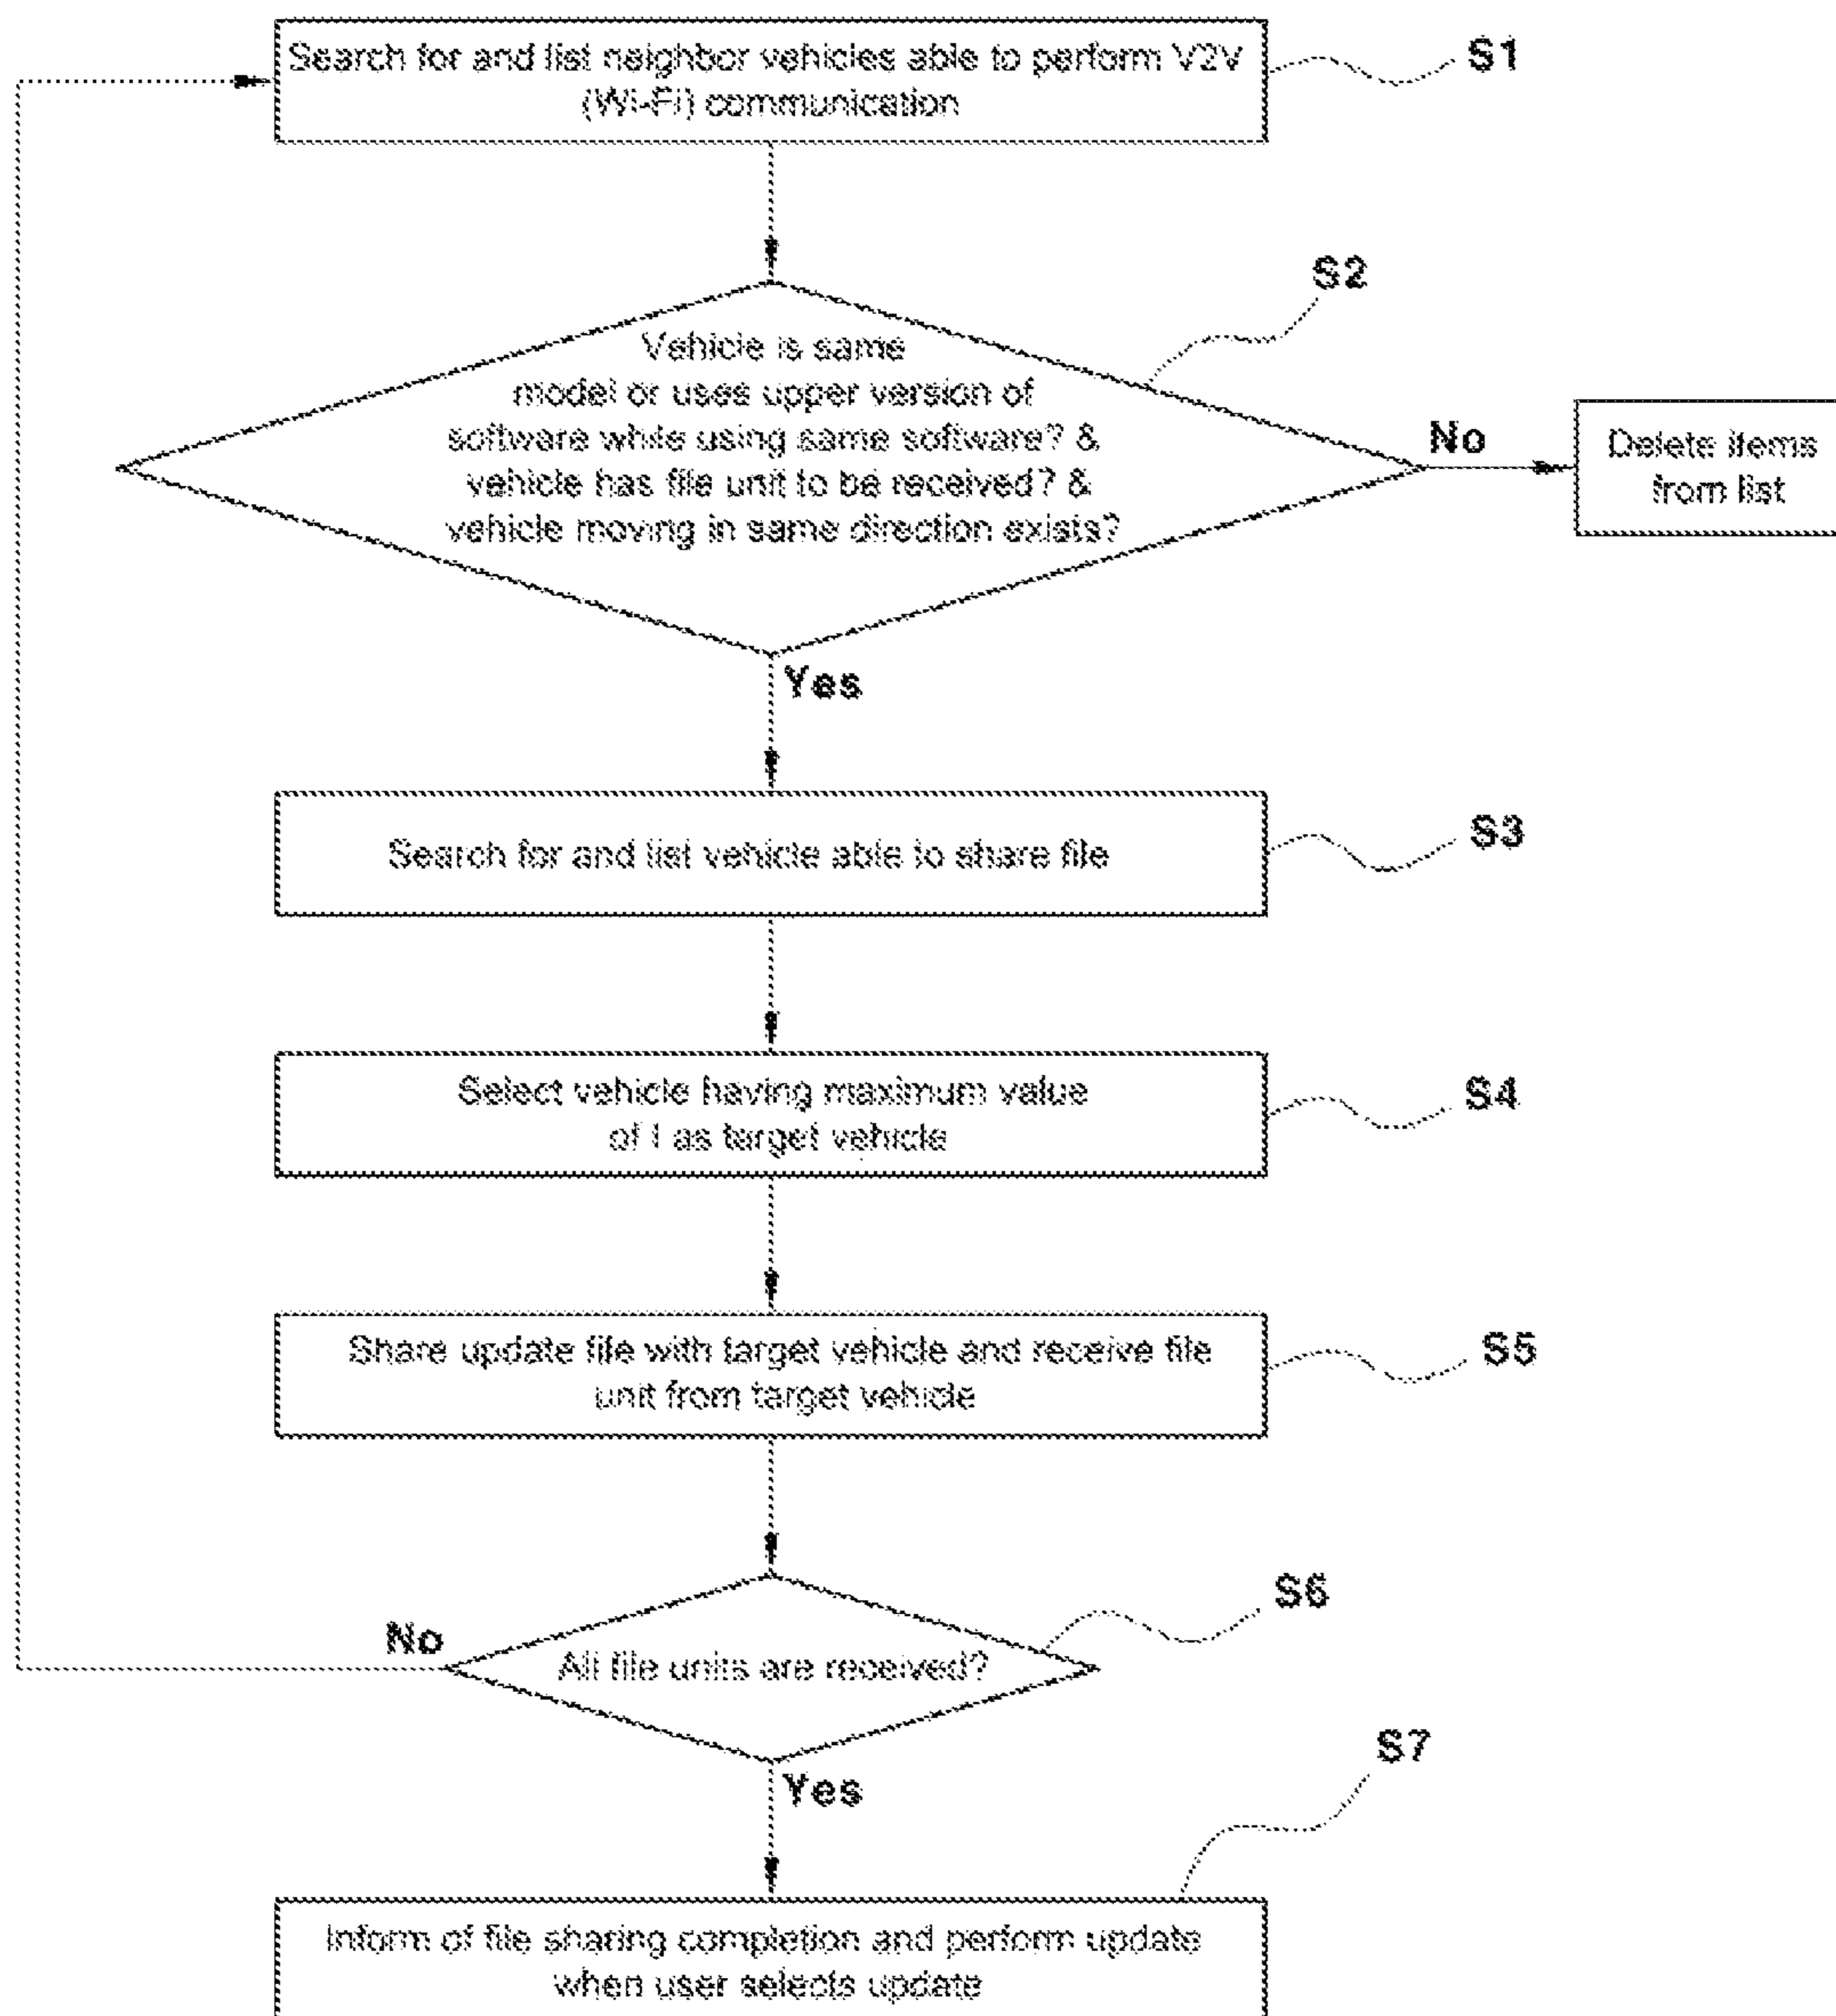 Search for and list neighbor vehicles able to perform V2V
(Wi-Fi) communication
S1
S2
Vehicle is same
model or uses upper version of
software while using same software? &
vehicle has file unit to be received? &
vehicle moving in same direction exists?
No
Delete items
from list
Yes
Search for and list vehicle able to share file
S3
Select vehicle having maximum value
of I as target vehicle
S4
Share update file with target vehicle and receive file
unit from target vehicle
S5
S6
No
All file units are received?
Yes
S7
Inform of file sharing completion and perform update
when user selects update